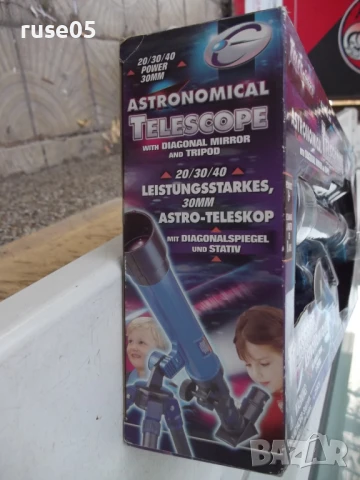 ruse05
20/30/40
POWER
30MM
ASTRONOMICAL
TELESCOPE
WITH DIAGONAL MIRROR
AND TRIPOD
20/30/40
LEISTUNGSSTARKES,
30MM
ASTRO-TELESKOP
MIT DIAGONALSPIEGEL
UND STATIV
BAZAR